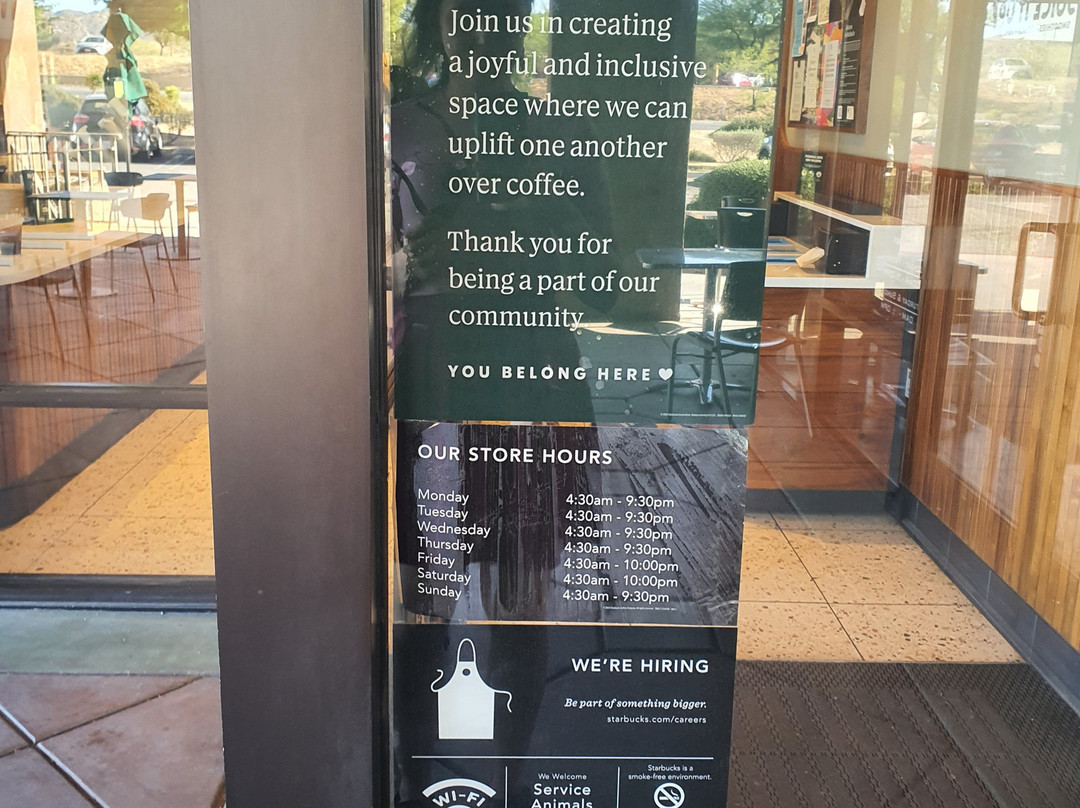 Join us in creating
a joyful and inclusive
space where we can
uplift one another
over coffee.
Thank you for
being a part of our
community
YOU BELONG HERE
OUR STORE HOURS
Monday 4:30am - 9:30pm
Tuesday 4:30am - 9:30pm
Wednesday 4:30am - 9:30pm
Thursday 4:30am - 9:30pm
Friday 4:30am - 10:00pm
Saturday 4:30am - 10:00pm
Sunday 4:30am - 9:30pm
WE'RE HIRING
Be part of something bigger.
starbucks.com/careers
WI-FI
We Welcome
Service
Animals
Starbucks is a
smoke-free environment.